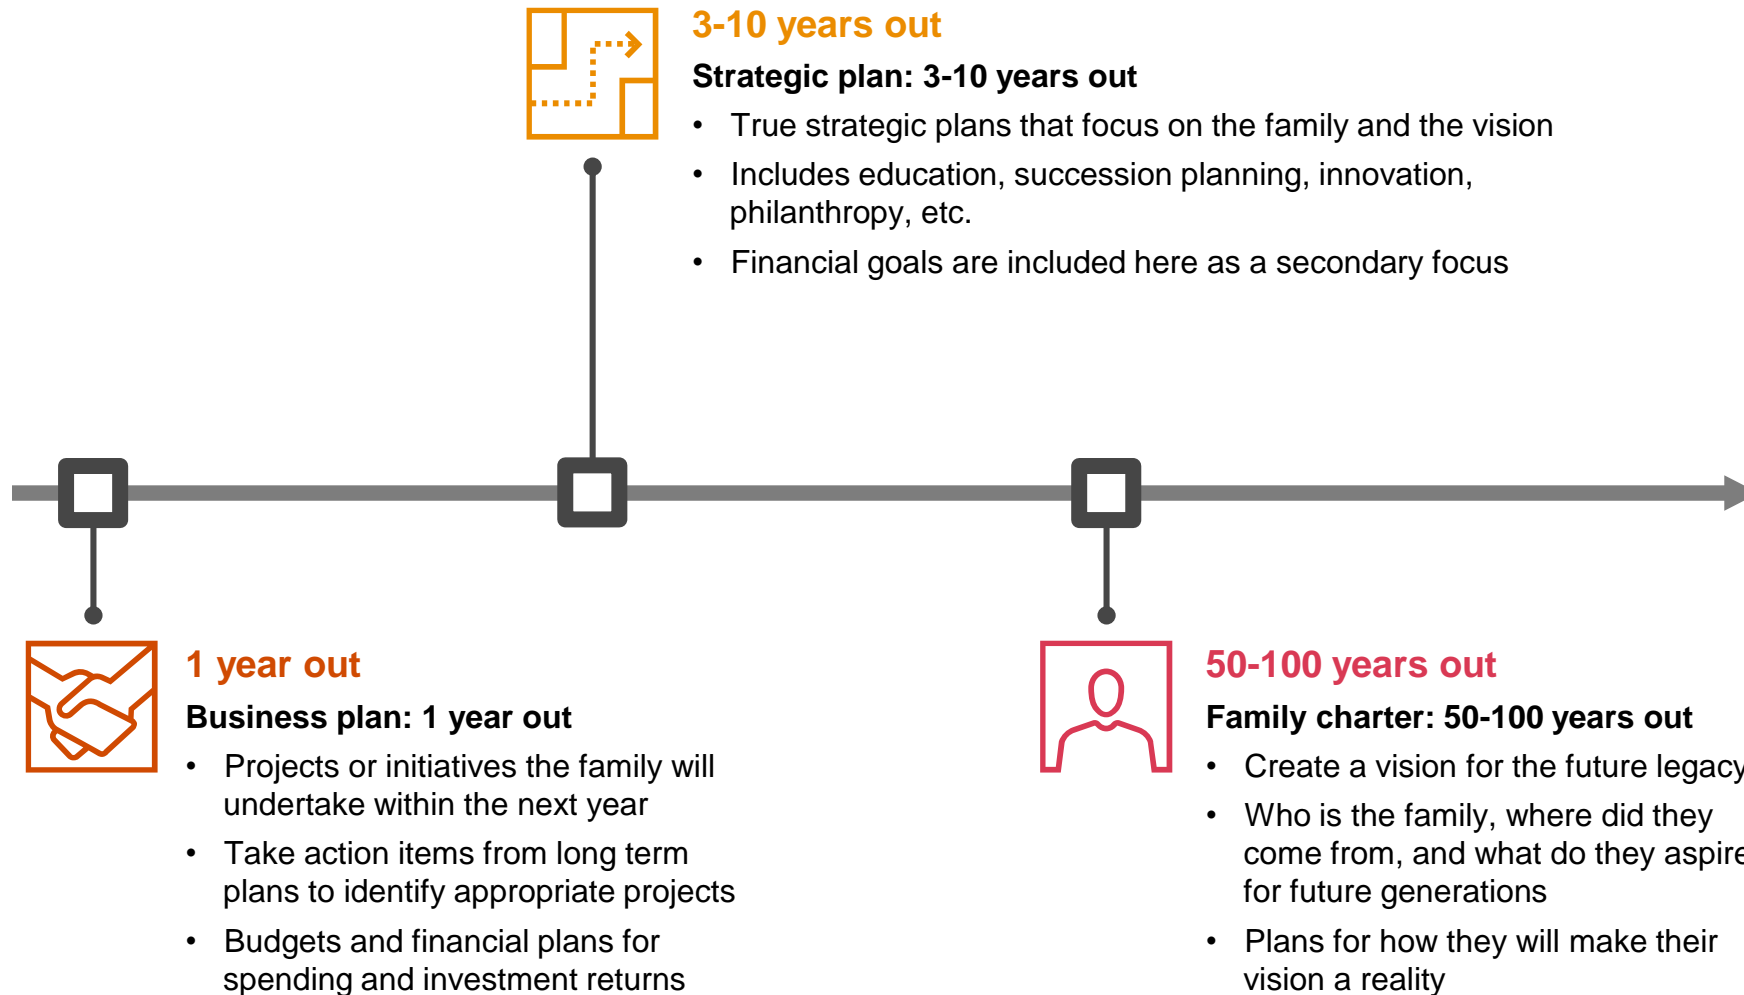 3-10 years out
Strategic plan: 3-10 years out
• True strategic plans that focus on the family and the vision
• Includes education, succession planning, innovation,
philanthropy, etc.
• Financial goals are included here as a secondary focus
1 year out
Business plan: 1 year out
• Projects or initiatives the family will
undertake within the next year
• Take action items from long term
plans to identify appropriate projects
• Budgets and financial plans for
spending and investment returns
50-100 years out
Family charter: 50-100 years out
• Create a vision for the future legacy
• Who is the family, where did they
come from, and what do they aspire
for future generations
• Plans for how they will make their
vision a reality